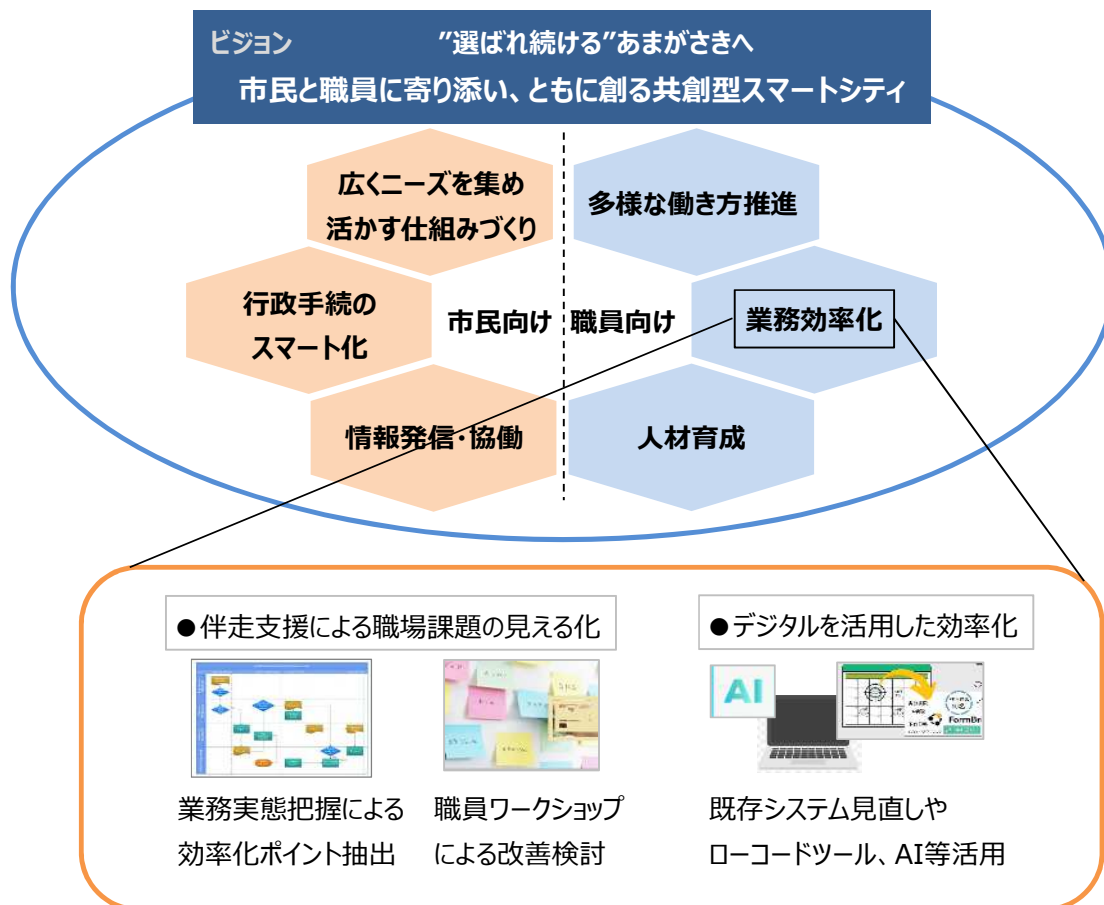 ビジョン ”選ばれ続ける”あまがさきへ
市民と職員に寄り添い、ともに創る共創型スマートシティ
広くニーズを集め
活かす仕組みづくり
多様な働き方推進
行政手続の
スマート化
市民向け
職員向け
業務効率化
情報発信・協働
人材育成
●伴走支援による職場課題の見える化
●デジタルを活用した効率化
AI
FormBri
業務実態把握による
効率化ポイント抽出
職員ワークショップ
による改善検討
既存システム見直しや
ローコードツール、AI等活用